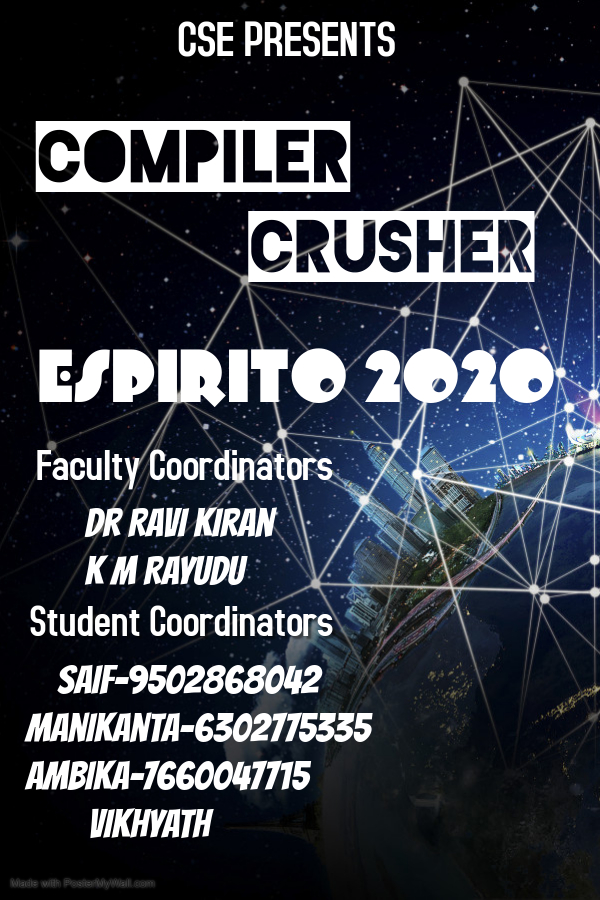 CSE PRESENTS
COMPILER
CRUSHER
ESPIRITO 2020
Faculty Coordinators
DR RAVI KIRAN
K M RAYUDU
Student Coordinators
SAIF-9502868042
MANIKANTA-6302775335
AMBIKA-7660047715
VIKHYATH
Made with PosterMyWall.com